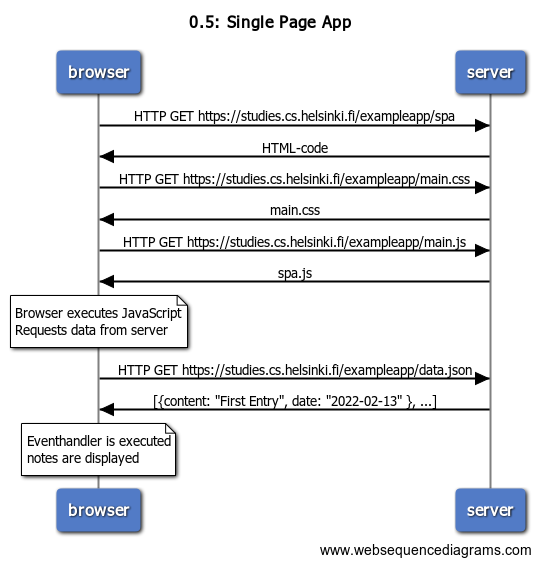 0.5: Single Page App
browser
server
HTTP GET https://studies.cs.helsinki.fi/exampleapp/spa
HTML-code
HTTP GET https://studies.cs.helsinki.fi/exampleapp/main.css
main.css
HTTP GET https://studies.cs.helsinki.fi/exampleapp/main.js
spa.js
Browser executes JavaScript
Requests data from server
HTTP GET https://studies.cs.helsinki.fi/exampleapp/data.json
[{content: "First Entry", date: "2022-02-13" }, ...]
Eventhandler is executed
notes are displayed
browser
server
www.websequencediagrams.com